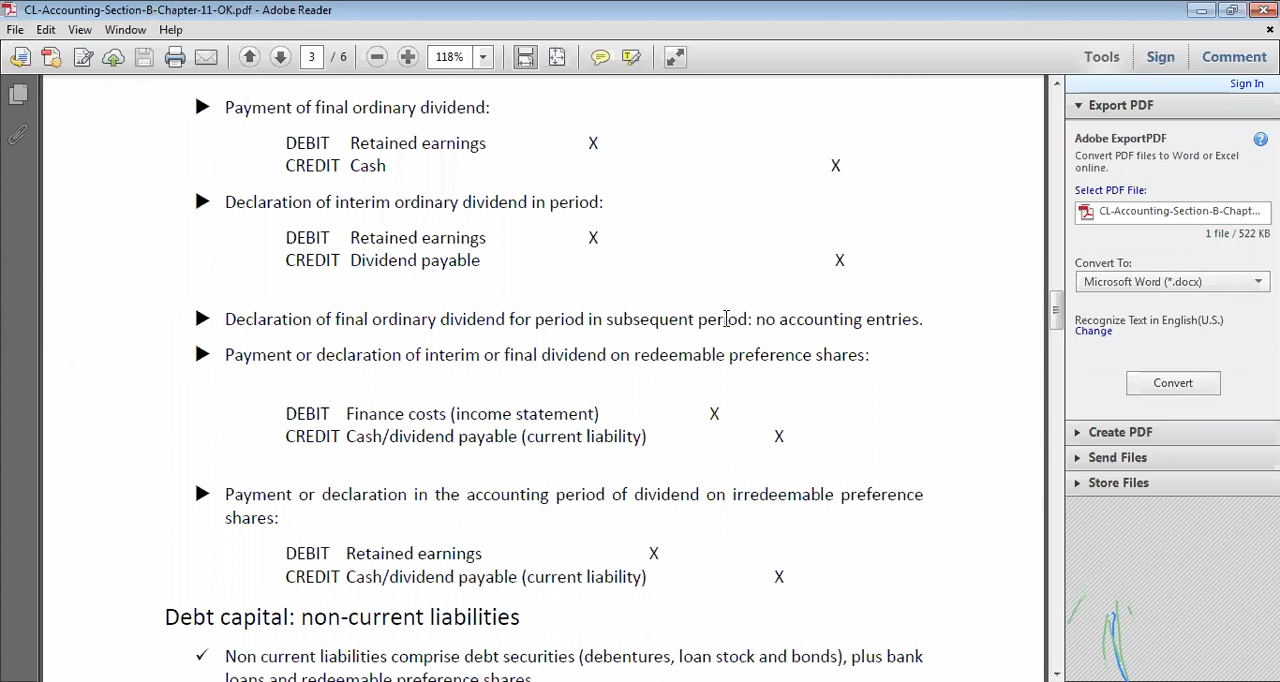 CL-Accounting-Section-B-Chapter-11-OK.pdf - Adobe Reader
File Edit View Window Help
3 / 6 118% Tools Sign Comment
Sign In
Export PDF
Adobe ExportPDF
Convert PDF files to Word or Excel
online.
Select PDF File:
CL-Accounting-Section-B-Chapt...
1 file / 522 KB
Convert To:
Microsoft Word (*.docx)
Recognize Text in English(U.S.)
Change
Convert
Create PDF
Send Files
Store Files
Payment of final ordinary dividend:
DEBIT Retained earnings X
CREDIT Cash X
Declaration of interim ordinary dividend in period:
DEBIT Retained earnings X
CREDIT Dividend payable X
Declaration of final ordinary dividend for period in subsequent period: no accounting entries.
Payment or declaration of interim or final dividend on redeemable preference shares:
DEBIT Finance costs (income statement) X
CREDIT Cash/dividend payable (current liability) X
Payment or declaration in the accounting period of dividend on irredeemable preference
shares:
DEBIT Retained earnings X
CREDIT Cash/dividend payable (current liability) X
Debt capital: non-current liabilities
Non current liabilities comprise debt securities (debentures, loan stock and bonds), plus bank
loans and redeemable preference shares.